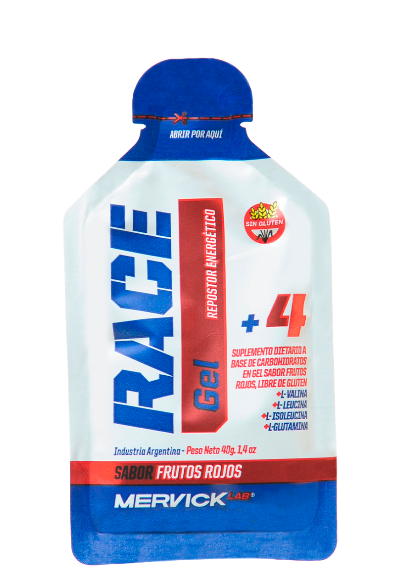 ABRIR POR AQUÍ
RACE
Gel
REPOSTOR ENERGÉTICO
SIN GLUTEN
+4
SUPLEMENTO DIETARIO A
BASE DE CARBOHIDRATOS
EN GEL SABOR FRUTOS
ROJOS, LIBRE DE GLUTEN
+L-VALINA
+L-LEUCINA
+L-ISOLEUCINA
+L-GLUTAMINA
Industria Argentina - Peso Neto 40g. 1,4 oz
SABOR FRUTOS ROJOS
MERVICK LAB®